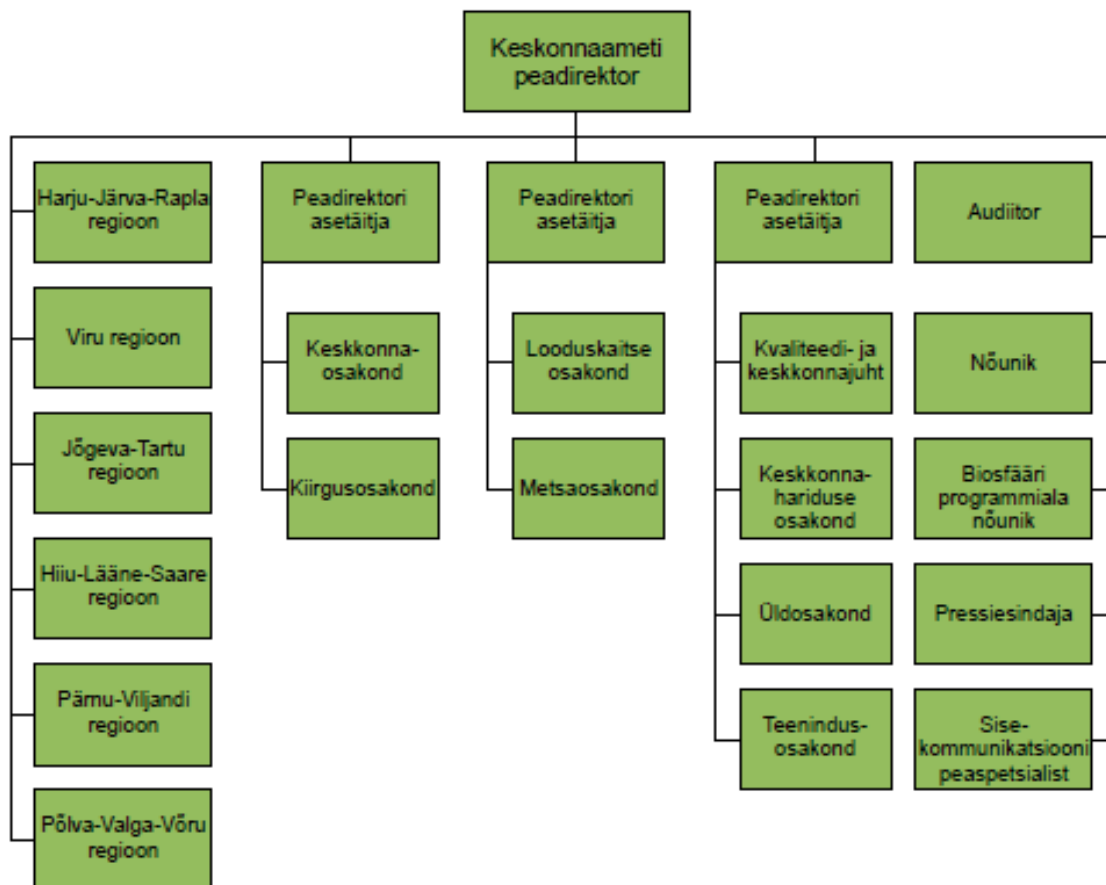 Keskonnaameti
peadirektor
Harju-Järva-Rapla
regioon
Viru regioon
Jõgeva-Tartu
regioon
Hiiu-Lääne-Saare
regioon
Pärnu-Viljandi
regioon
Põlva-Valga-Võru
regioon
Peadirektori
asetäitja
Keskkonna-
osakond
Kiirgusosakond
Peadirektori
asetäitja
Looduskaitse
osakond
Metsaosakond
Peadirektori
asetäitja
Kvaliteedi- ja
keskkonnajuht
Keskkonna-
hariduse
osakond
Üldosakond
Teenindus-
osakond
Audiitor
Nõunik
Biosfääri
programmiala
nõunik
Pressiesindaja
Sise-
kommunikatsiooni
peaspetsialist